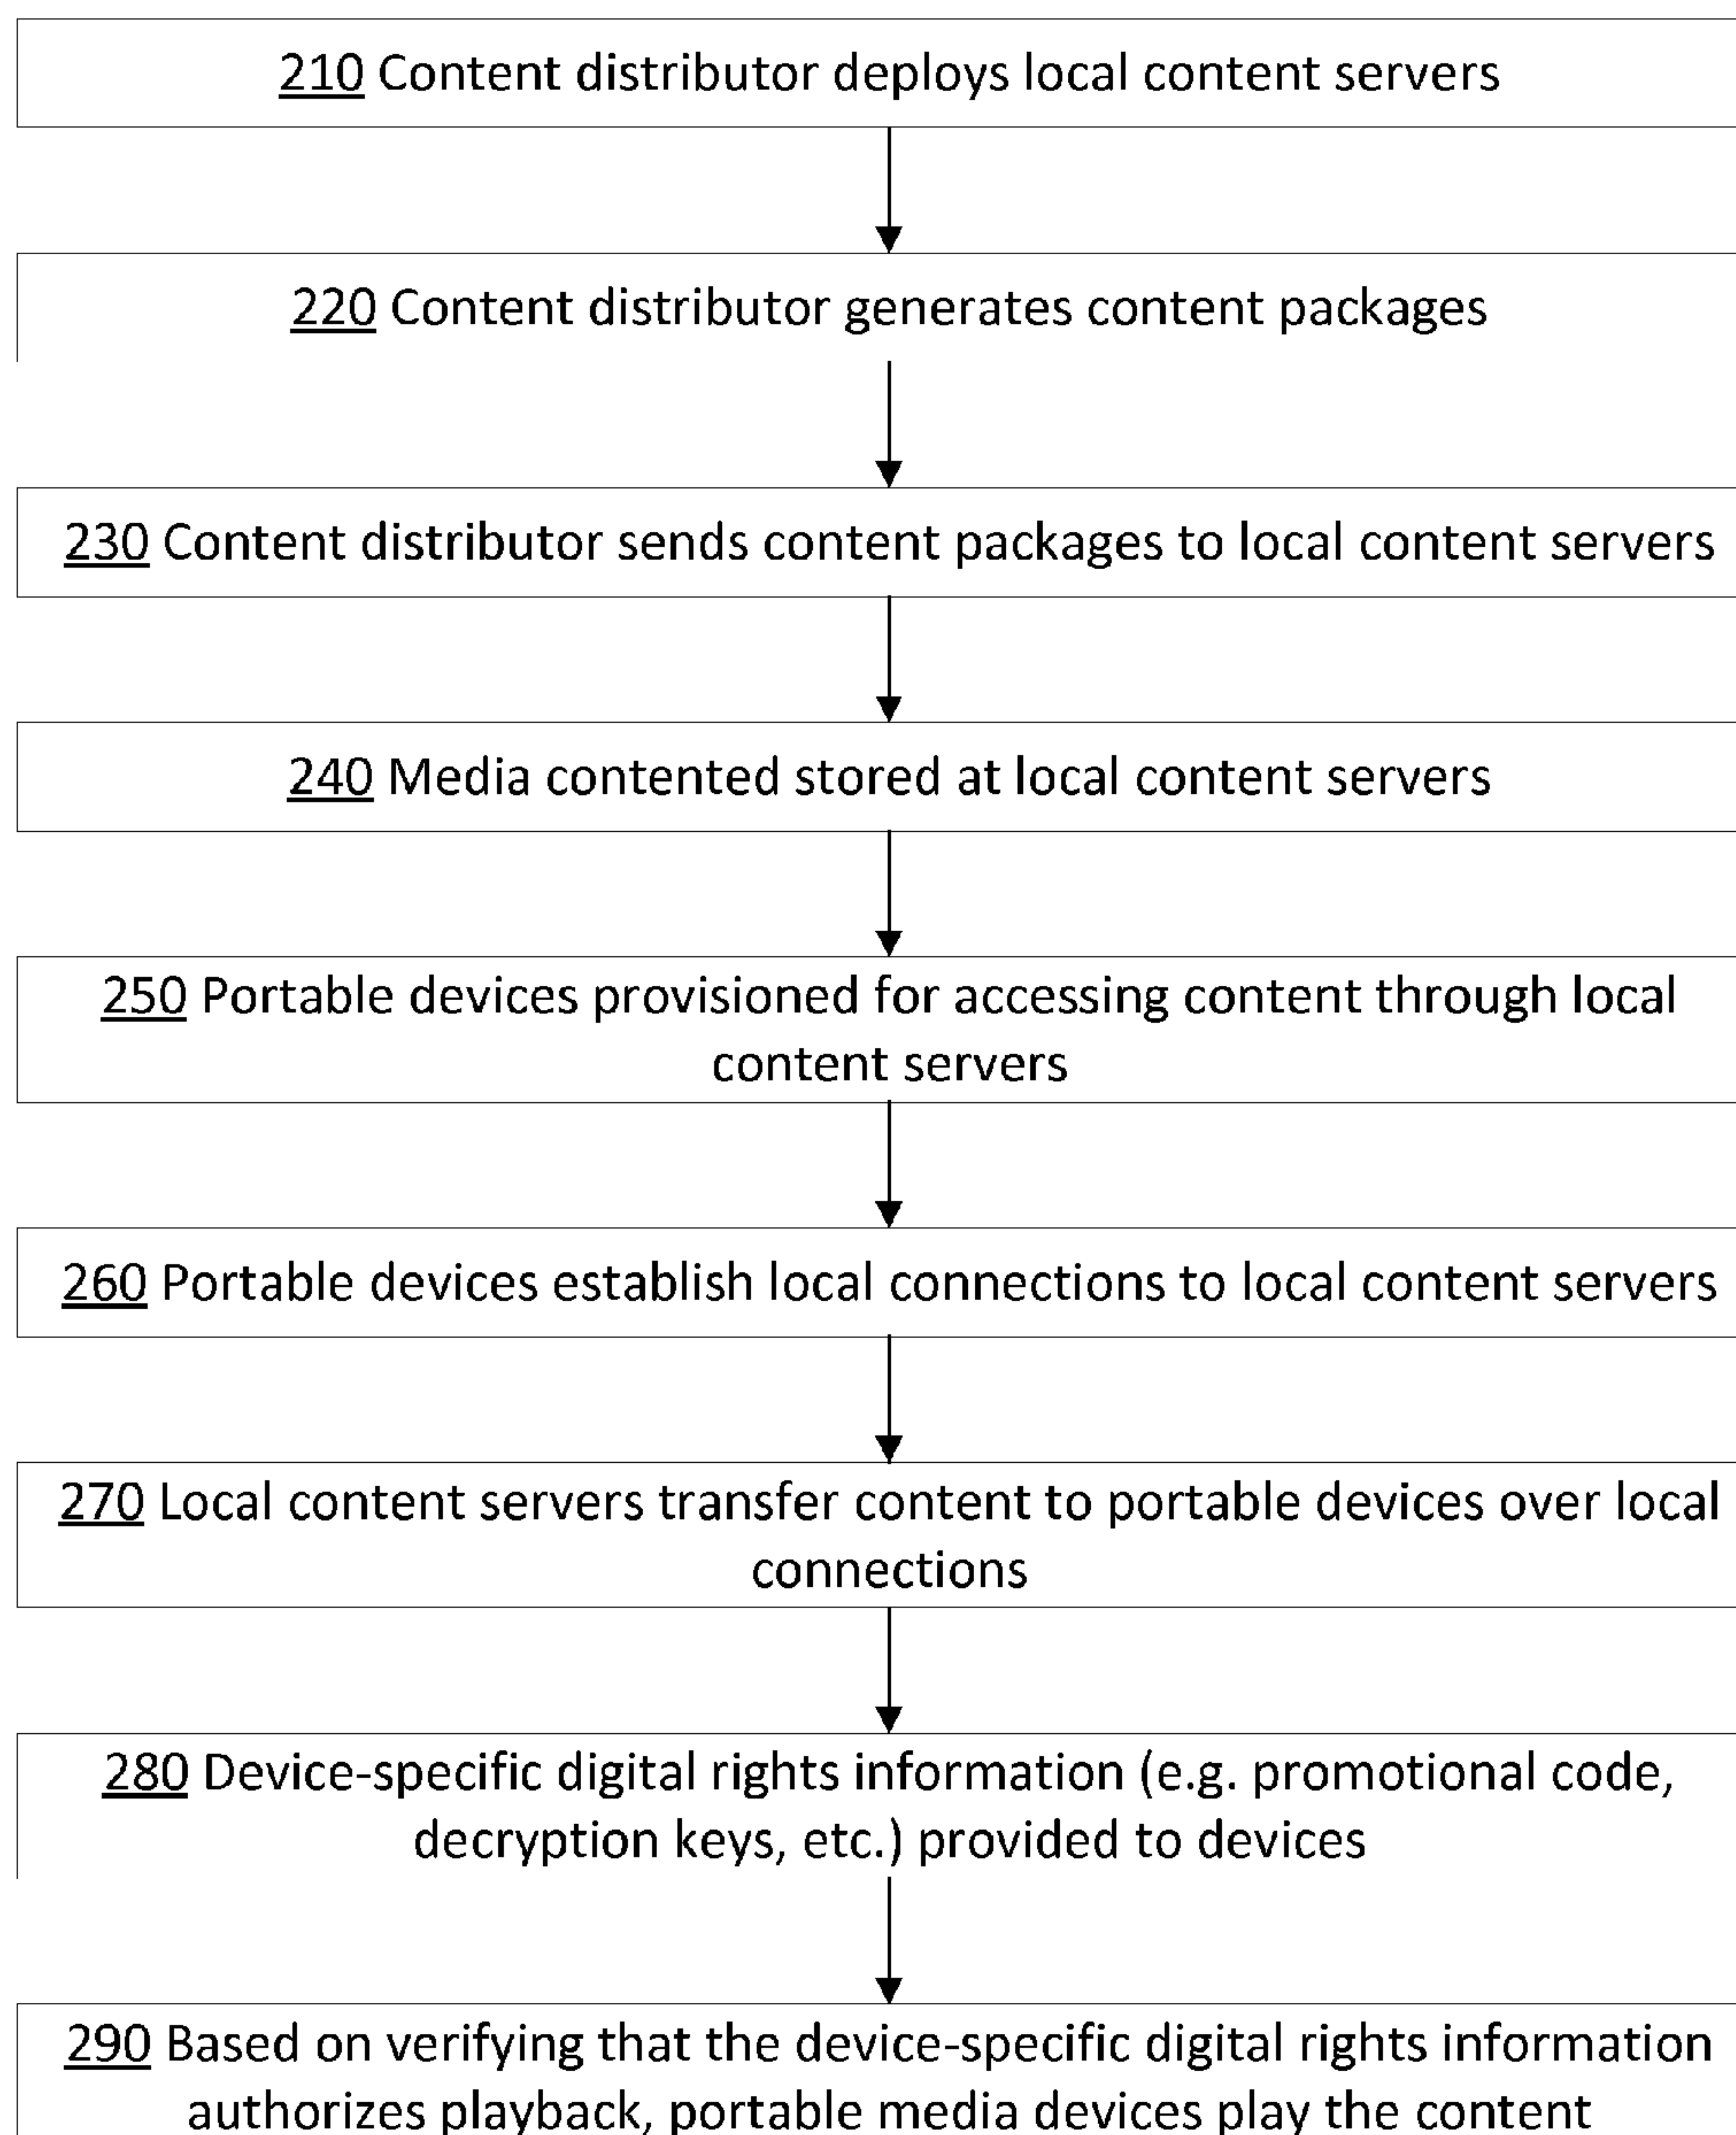 210 Content distributor deploys local content servers
220 Content distributor generates content packages
230 Content distributor sends content packages to local content servers
240 Media contented stored at local content servers
250 Portable devices provisioned for accessing content through local
content servers
260 Portable devices establish local connections to local content servers
270 Local content servers transfer content to portable devices over local
connections
280 Device-specific digital rights information (e.g. promotional code,
decryption keys, etc.) provided to devices
290 Based on verifying that the device-specific digital rights information
authorizes playback, portable media devices play the content